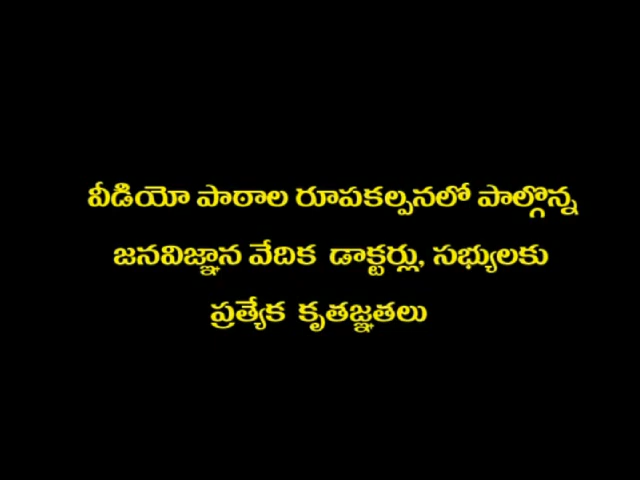 వీడియో పాఠాల రూపకల్పనలో పాల్గొన్న
జనవిజ్ఞాన వేదిక డాక్టర్లు, సభ్యులకు
ప్రత్యేక కృతజ్ఞతలు